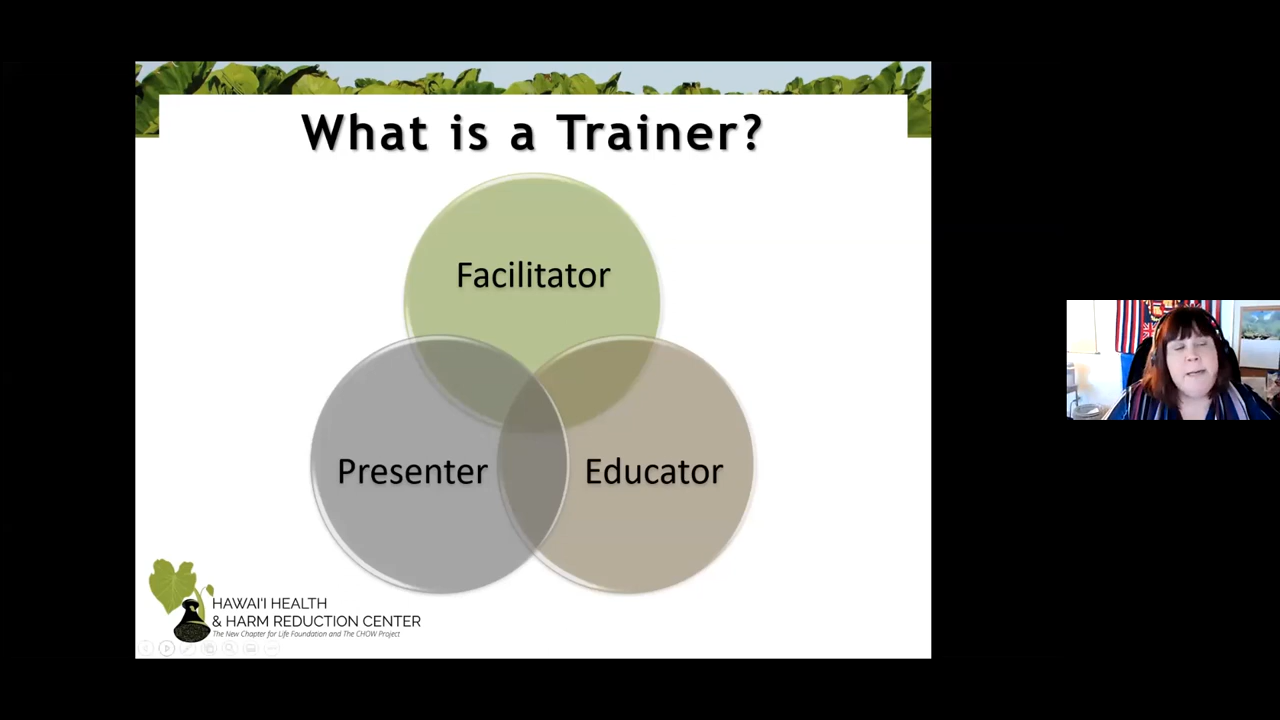 What is a Trainer?
Facilitator
Presenter
Educator
HAWAI'I HEALTH
& HARM REDUCTION CENTER
The New Chapter for Life Foundation and The CHOW Project